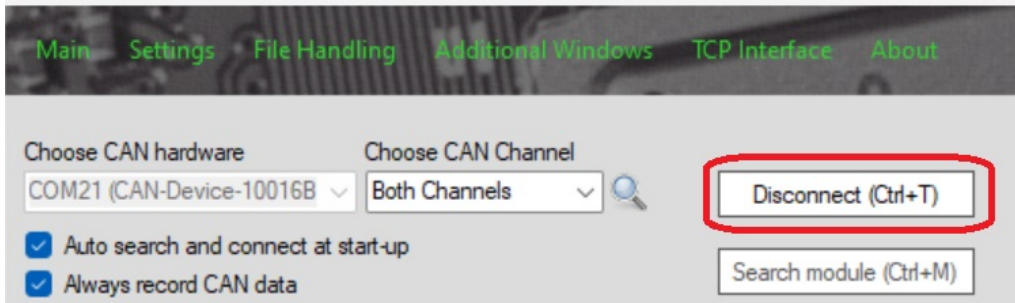 Main Settings File Handling Additional Windows TCP Interface About
Choose CAN hardware Choose CAN Channel
COM21 (CAN-Device-10016B Both Channels Disconnect (Ctrl+T)
Auto search and connect at start-up
Search module (Ctrl+M)
Always record CAN data